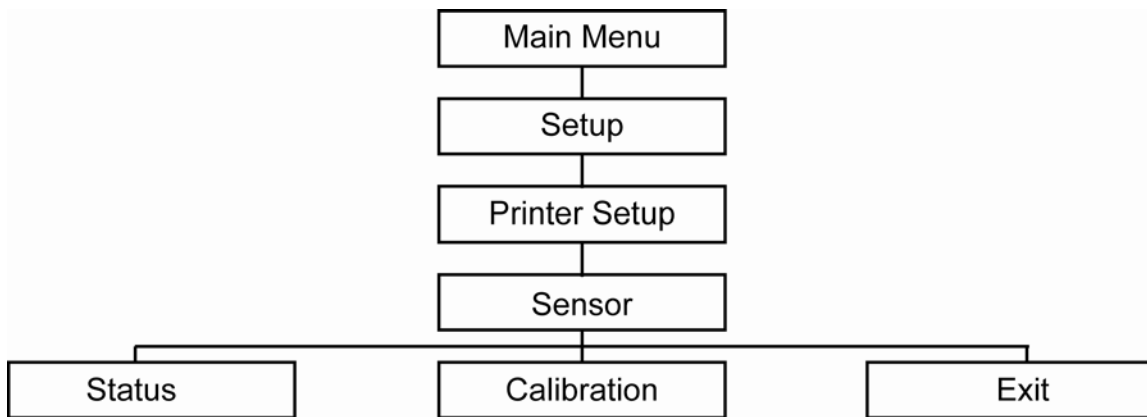 Main Menu
Setup
Printer Setup
Sensor
Status
Calibration
Exit